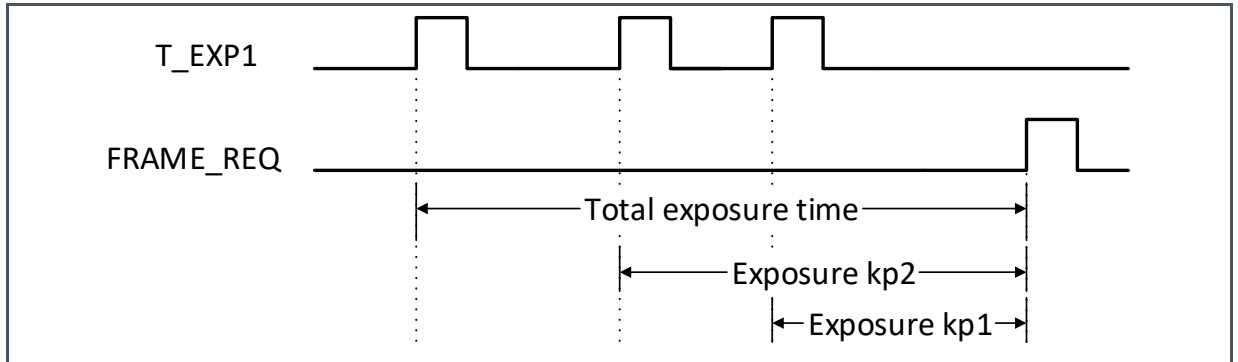 T_EXP1
FRAME_REQ
Total exposure time
Exposure kp2
Exposure kp1